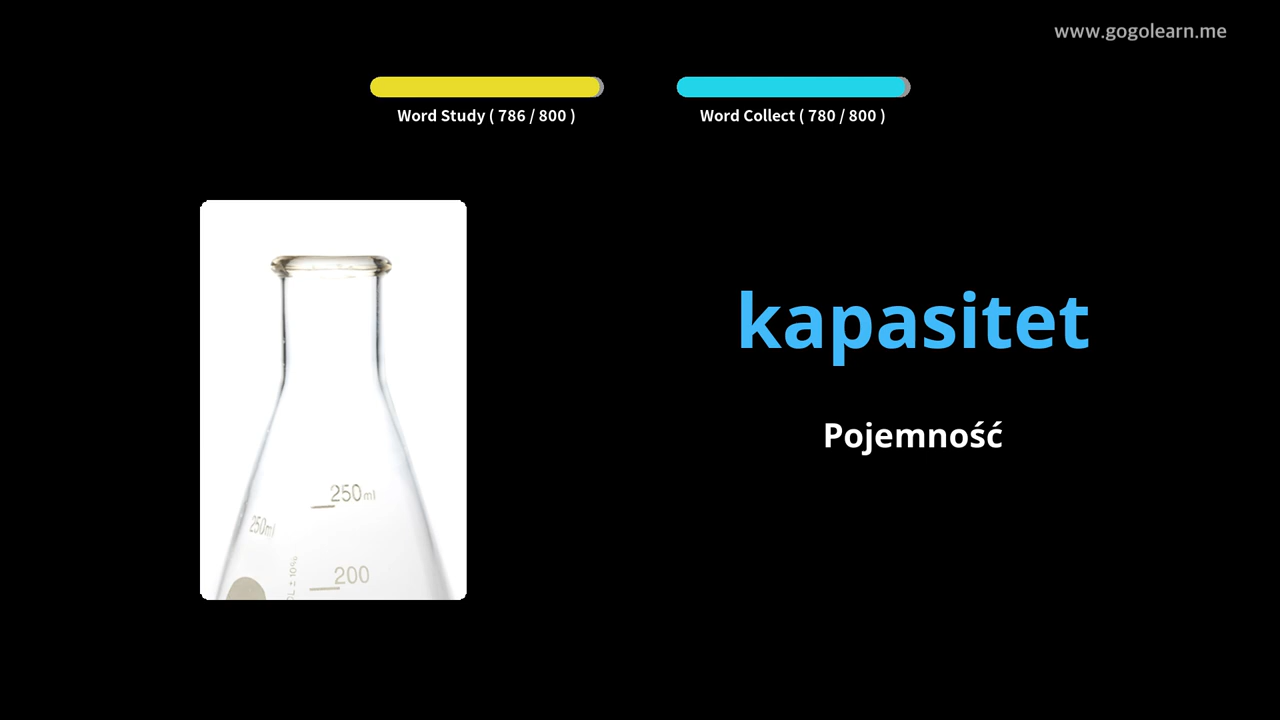 www.gogolearn.me
Word Study ( 786 / 800 )
Word Collect ( 780 / 800 )
kapasitet
Pojemność
250ml
250ml
200